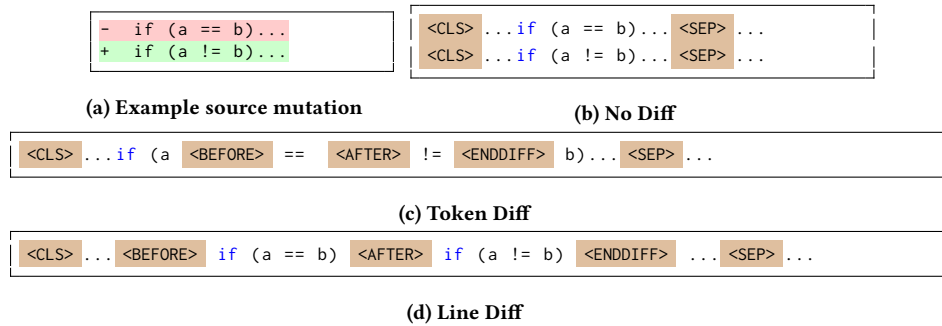 -  if (a == b)...
+  if (a != b)...
(a) Example source mutation
<CLS> ...if (a == b)... <SEP> ...
<CLS> ...if (a != b)... <SEP> ...
(b) No Diff
<CLS> ...if (a <BEFORE> == <AFTER> != <ENDDIFF> b)... <SEP> ...
(c) Token Diff
<CLS> ... <BEFORE> if (a == b) <AFTER> if (a != b) <ENDDIFF> ... <SEP> ...
(d) Line Diff